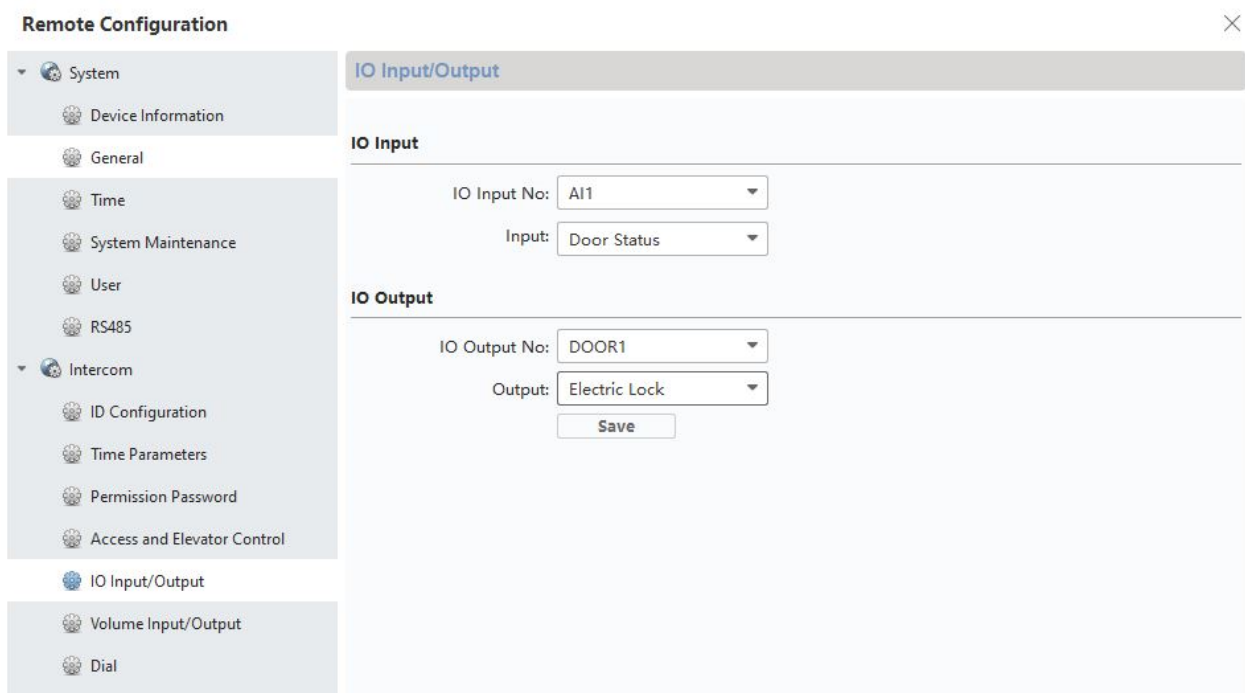 Remote Configuration
System
Device Information
General
Time
System Maintenance
User
RS485
Intercom
ID Configuration
Time Parameters
Permission Password
Access and Elevator Control
IO Input/Output
Volume Input/Output
Dial
IO Input/Output
IO Input
IO Input No: AI1
Input: Door Status
IO Output
IO Output No: DOOR1
Output: Electric Lock
Save